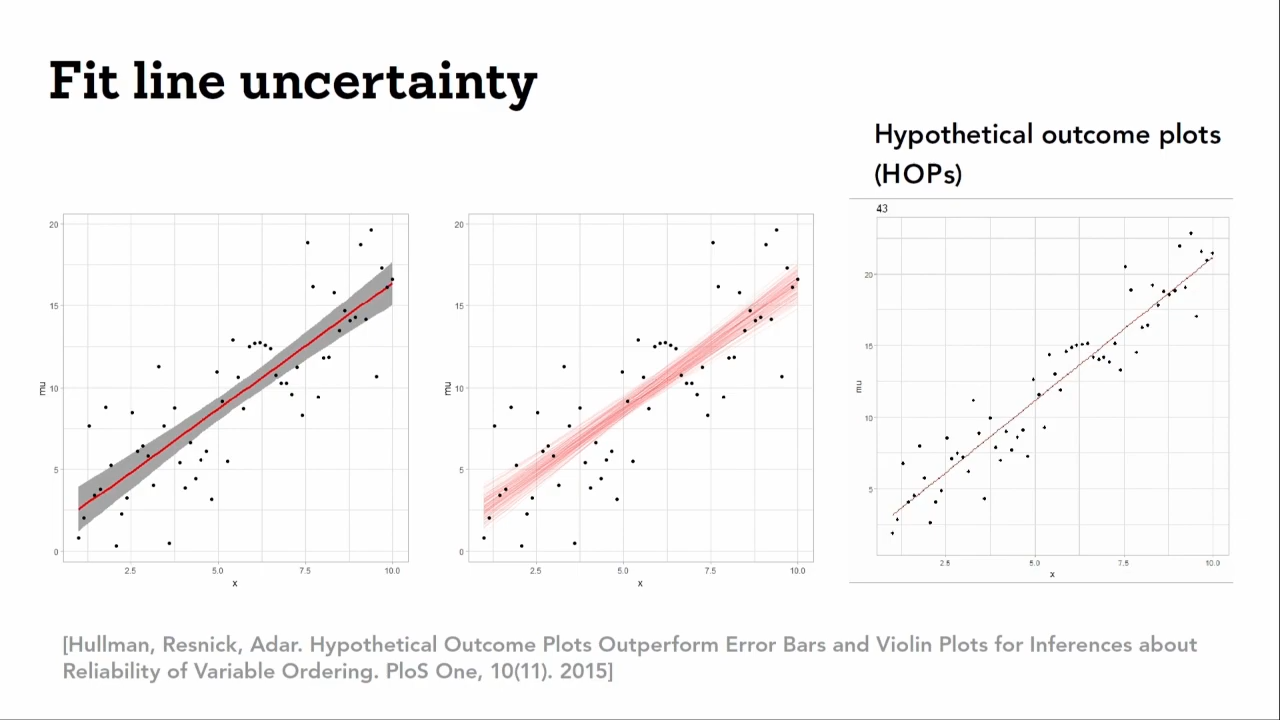 Fit line uncertainty
Hypothetical outcome plots
(HOPs)
20
15
10
5
0
mu
2.5
5.0
7.5
10.0
x
20
15
10
5
0
mu
2.5
5.0
7.5
10.0
x
43
20
15
10
5
mu
2.5
5.0
7.5
10.0
x
[Hullman, Resnick, Adar. Hypothetical Outcome Plots Outperform Error Bars and Violin Plots for Inferences about
Reliability of Variable Ordering. PloS One, 10(11). 2015]